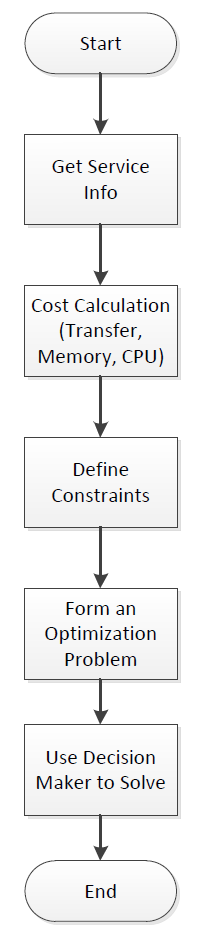 Start
Get Service
Info
Cost Calculation
(Transfer,
Memory, CPU)
Define
Constraints
Form an
Optimization
Problem
Use Decision
Maker to Solve
End